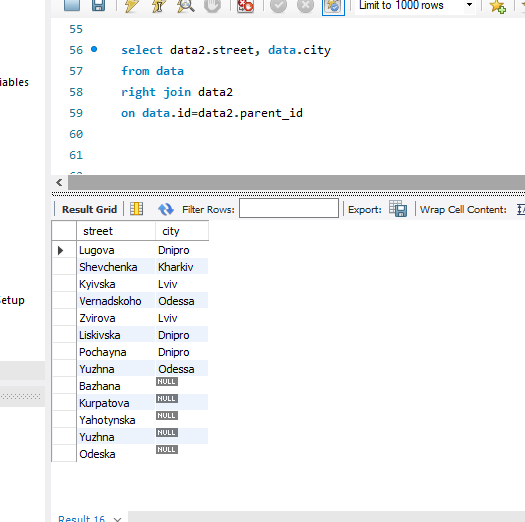 Limit to 1000 rows
55
56 select data2.street, data.city
57 from data
58 right join data2
59 on data.id=data2.parent_id
60
61
iables
Setup
Result Grid Filter Rows: Export: Wrap Cell Content:
street city
Lugova Dnipro
Shevchenka Kharkiv
Kyivska Lviv
Vernadskoho Odessa
Zvirova Lviv
Liskivska Dnipro
Pochayna Dnipro
Yuzhna Odessa
Bazhana NULL
Kurpatova NULL
Yahotynska NULL
Yuzhna NULL
Odeska NULL
Result 16